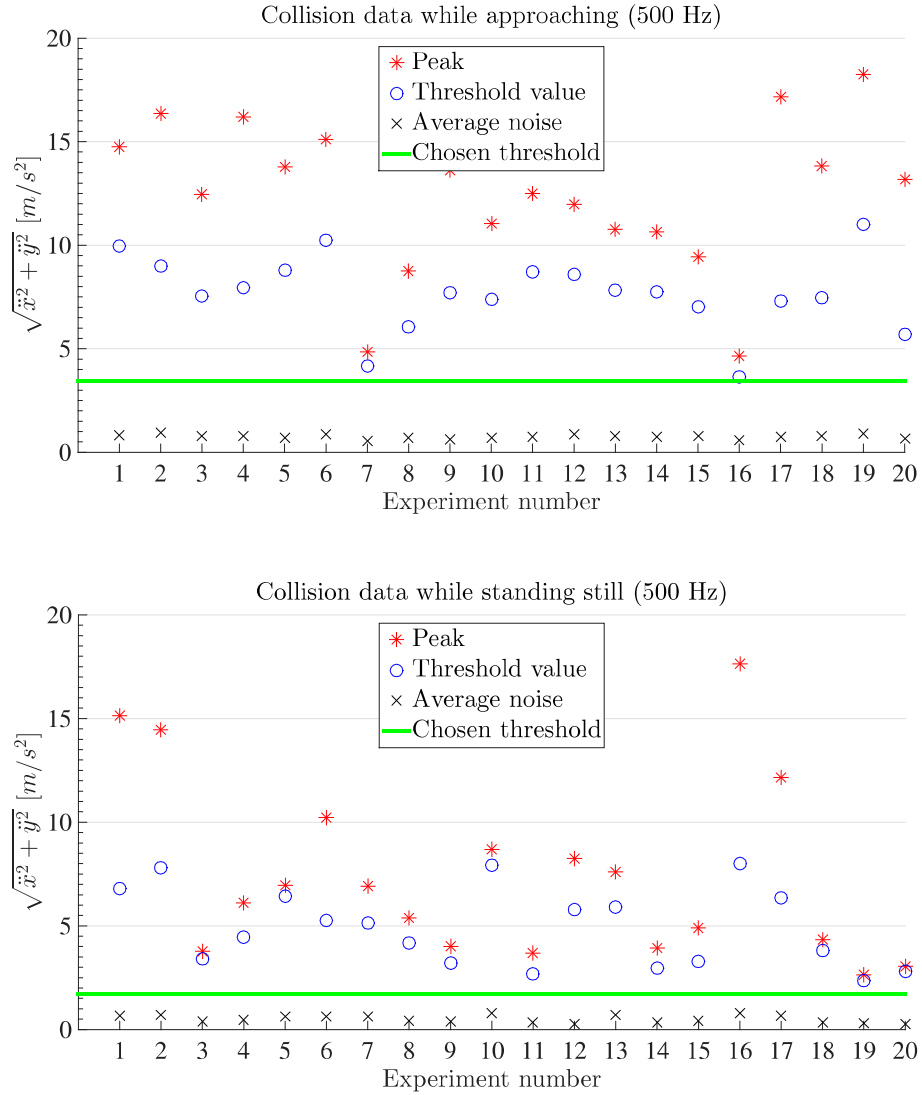 Collision data while approaching (500 Hz)
20
15
10
5
0
√ẍ² + ÿ² [m/s²]
Peak
Threshold value
Average noise
Chosen threshold
1 2 3 4 5 6 7 8 9 10 11 12 13 14 15 16 17 18 19 20
Experiment number
Collision data while standing still (500 Hz)
20
15
10
5
0
√ẍ² + ÿ² [m/s²]
Peak
Threshold value
Average noise
Chosen threshold
1 2 3 4 5 6 7 8 9 10 11 12 13 14 15 16 17 18 19 20
Experiment number